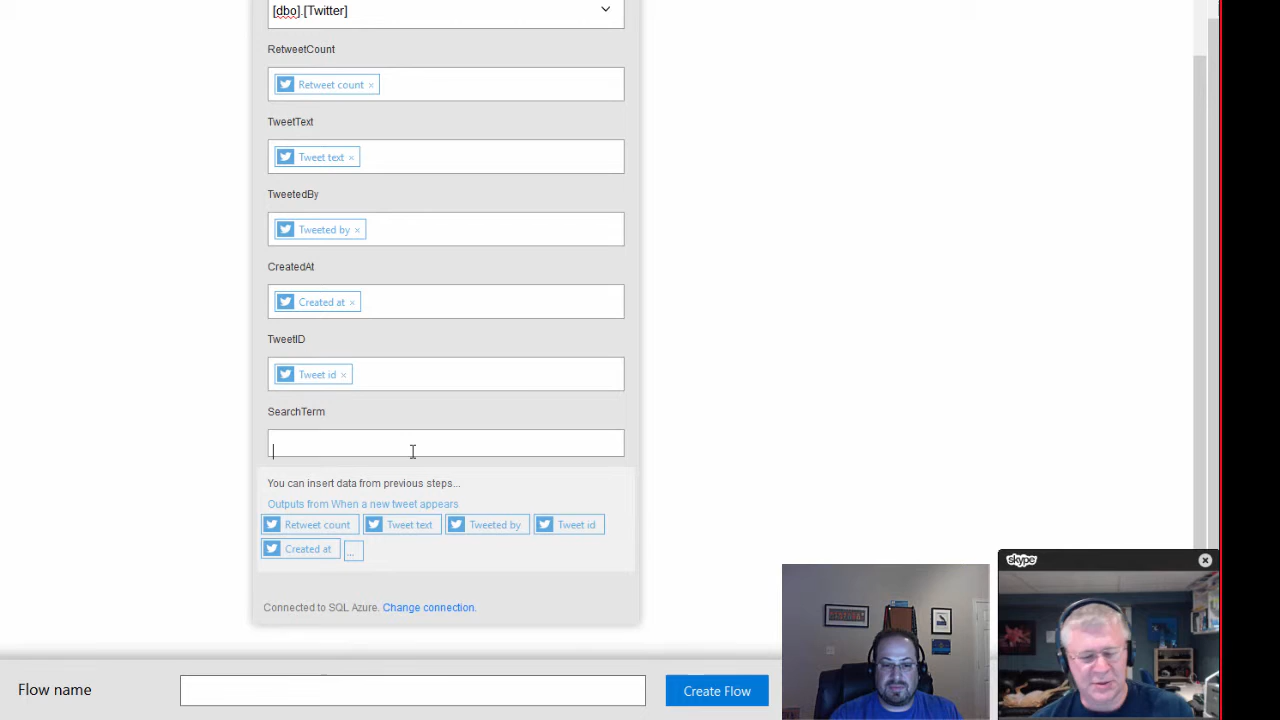 [dbo].[Twitter]
RetweetCount
Retweet count ×
TweetText
Tweet text ×
TweetedBy
Tweeted by ×
CreatedAt
Created at ×
TweetID
Tweet id ×
SearchTerm
You can insert data from previous steps...
Outputs from When a new tweet appears
Retweet count Tweet text Tweeted by Tweet id
Created at ...
Connected to SQL Azure. Change connection.
skype
Flow name
Create Flow